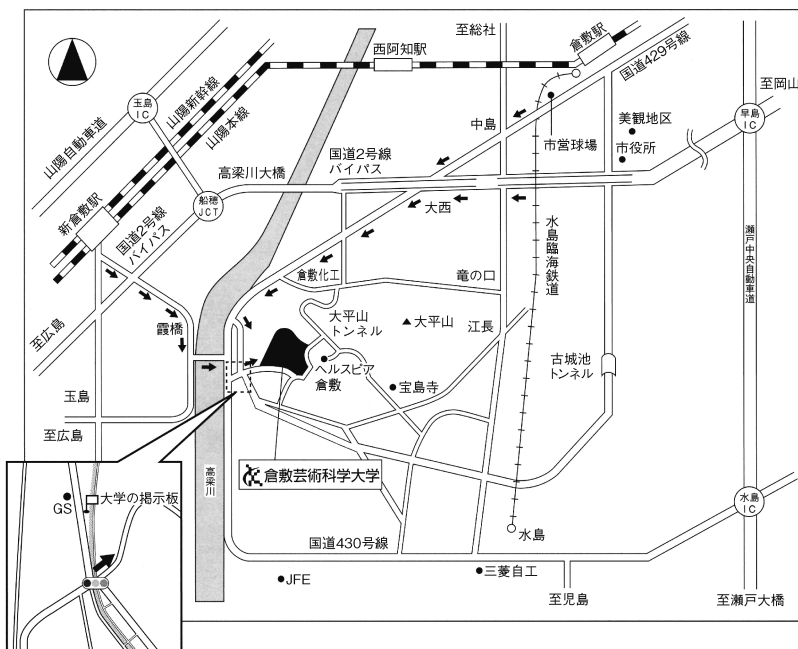 至総社
倉敷駅
西阿知駅
国道429号線
至岡山
玉島
IC
山陽新幹線
山陽本線
山陽自動車道
中島
市営球場
美観地区
市役所
早島
IC
国道2号線
バイパス
高梁川大橋
新倉敷駅
船穂
JCT
国道2号線
バイパス
大西
水島臨海鉄道
瀬戸中央自動車道
倉敷化工
竜の口
至広島
霞橋
大平山
トンネル
大平山
江長
古城池
トンネル
ヘルスピア
倉敷
宝島寺
玉島
至広島
高梁川
倉敷芸術科学大学
GS
大学の掲示板
水島
IC
国道430号線
水島
JFE
三菱自工
至児島
至瀬戸大橋